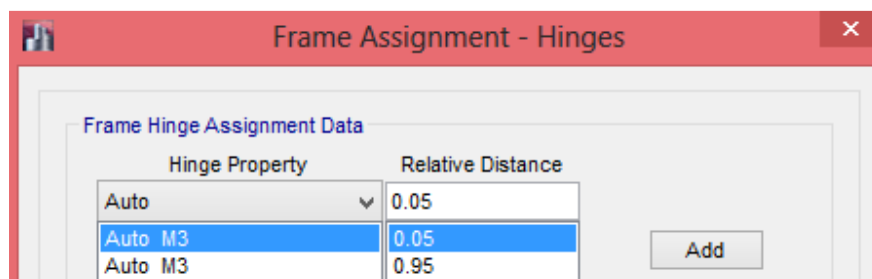 Frame Assignment - Hinges
Frame Hinge Assignment Data
Hinge Property Relative Distance
Auto 0.05
Auto M3 0.05
Add
Auto M3 0.95